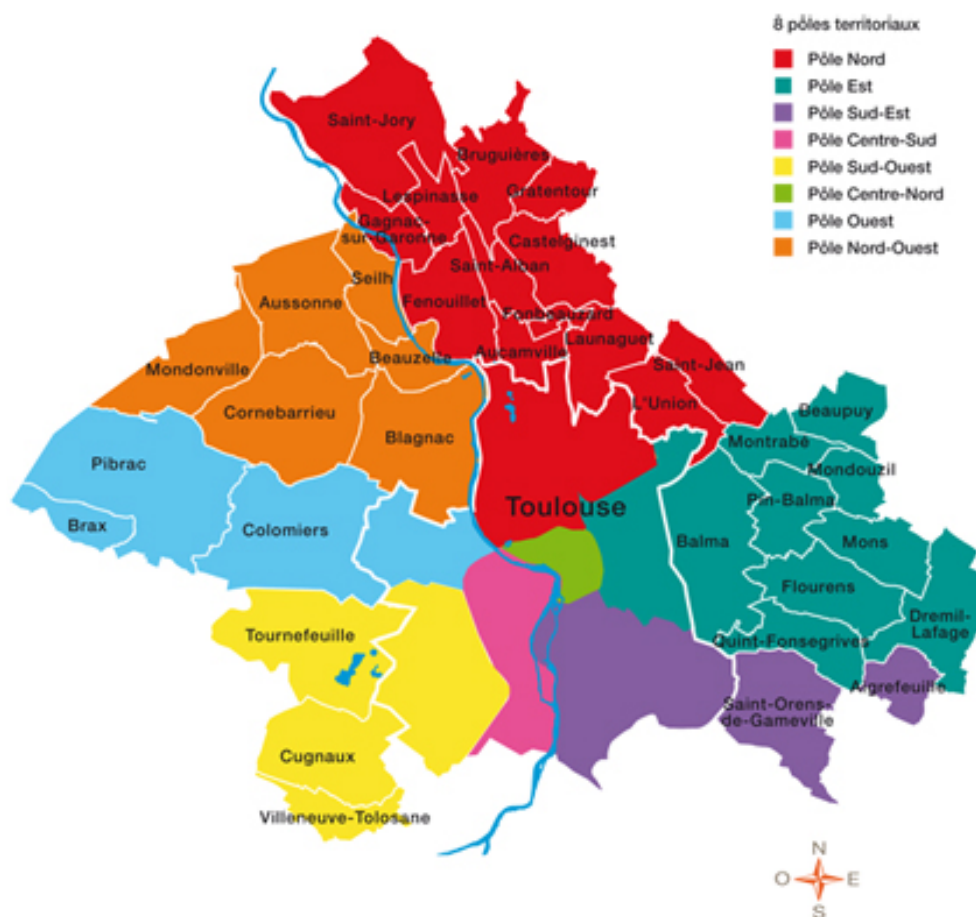 8 pôles territoriaux
Pôle Nord
Pôle Est
Pôle Sud-Est
Pôle Centre-Sud
Pôle Sud-Ouest
Pôle Centre-Nord
Pôle Ouest
Pôle Nord-Ouest
Saint-Jory
Bruguières
Lespinasse
Gratentour
Gagnac-
sur-Garonne
Castelginest
Saint-Alban
Seilh
Fenouillet
Aussonne
Fonbeauzard
Launaguet
Beauzelle
Aucamville
Saint-Jean
Mondonville
L'Union
Cornebarrieu
Beaupuy
Blagnac
Montrabé
Pibrac
Mondouzil
Pin-Balma
Toulouse
Brax
Colomiers
Balma
Mons
Flourens
Dremil-
Lafage
Tournefeuille
Quint-Fonsegrives
Aigrefeuille
Saint-Orens-
de-Gameville
Cugnaux
Villeneuve-Tolosane
N
O
E
S